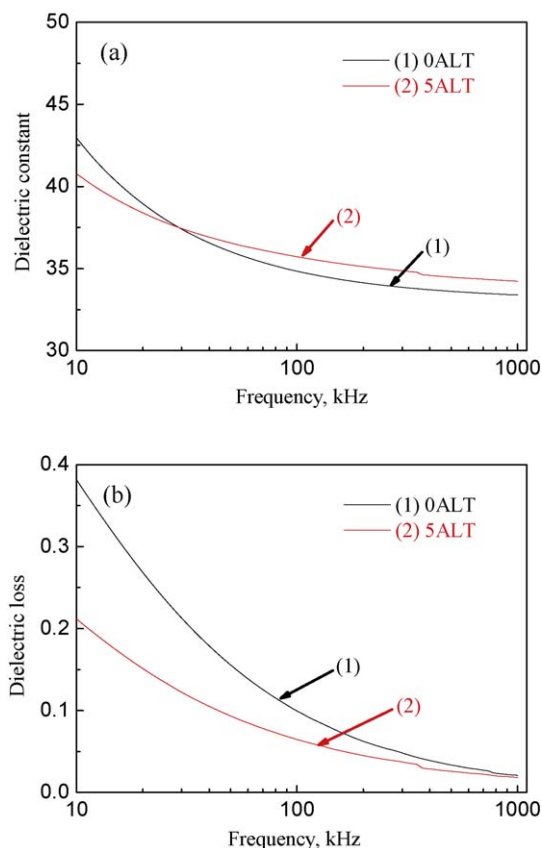 (a)
(1) 0ALT
(2) 5ALT
50
45
40
35
30
Dielectric constant
(2)
(1)
10
100
1000
Frequency, kHz
(b)
(1) 0ALT
(2) 5ALT
0.4
0.3
0.2
0.1
0.0
Dielectric loss
(1)
(2)
10
100
1000
Frequency, kHz